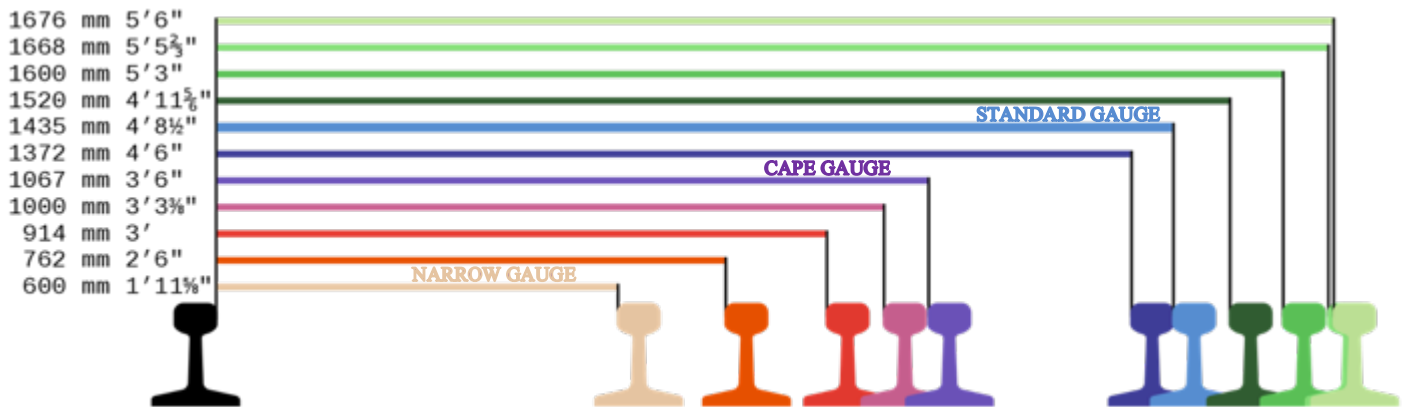 1676 mm 5′6"
1668 mm 5′5⅔"
1600 mm 5′3"
1520 mm 4′11⅚"
STANDARD GAUGE
1435 mm 4′8½"
1372 mm 4′6"
CAPE GAUGE
1067 mm 3′6"
1000 mm 3′3⅜"
914 mm 3′
762 mm 2′6"
NARROW GAUGE
600 mm 1′11⅝"